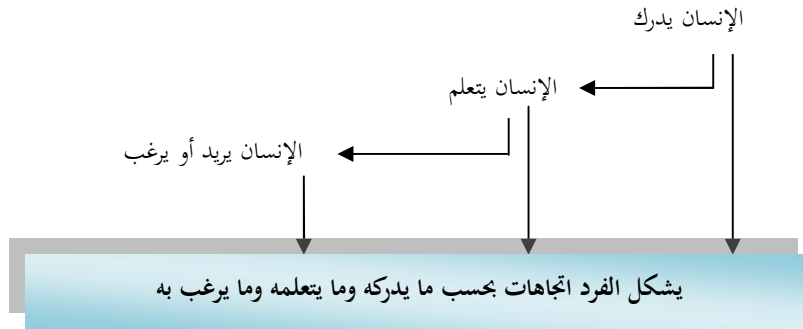 الإنسان يدرك
الإنسان يتعلم
الإنسان يريد أو يرغب
يشكل الفرد اتجاهات بحسب ما يدركه وما يتعلمه وما يرغب به